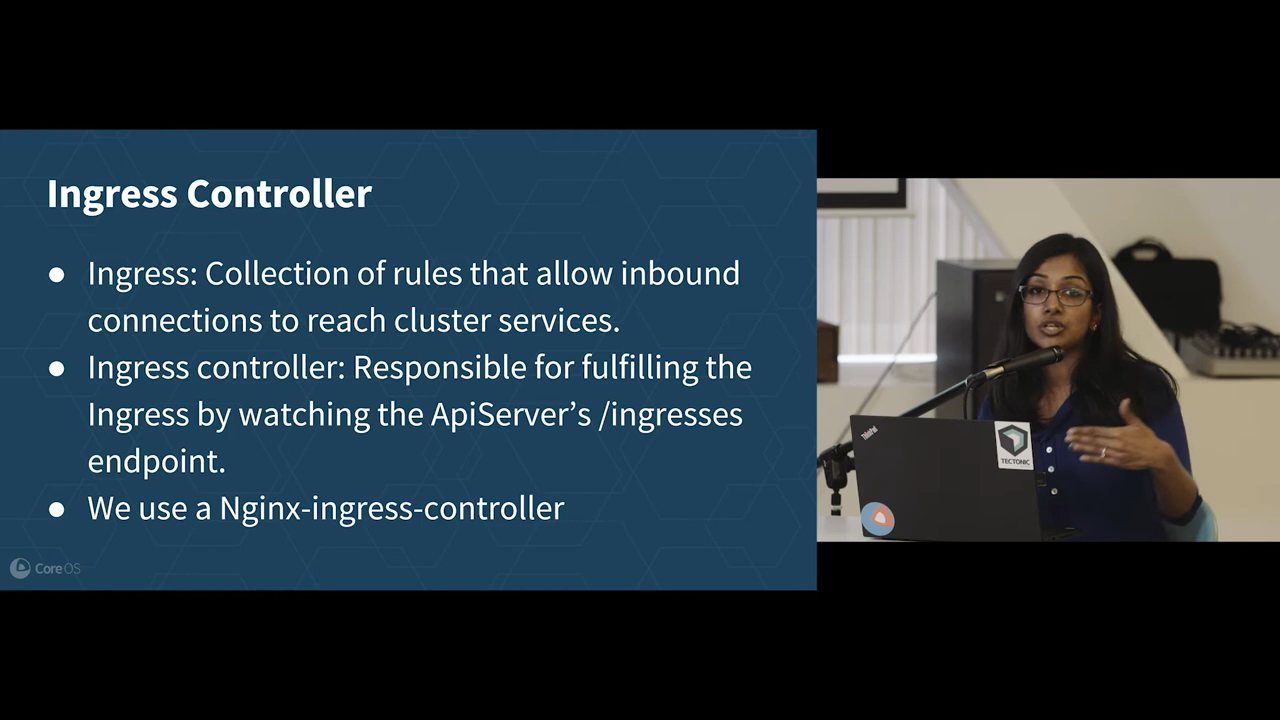 Ingress Controller
● Ingress: Collection of rules that allow inbound
connections to reach cluster services.
● Ingress controller: Responsible for fulfilling the
Ingress by watching the ApiServer’s /ingresses
endpoint.
● We use a Nginx-ingress-controller
CoreOS
ThinkPad
TECTONIC